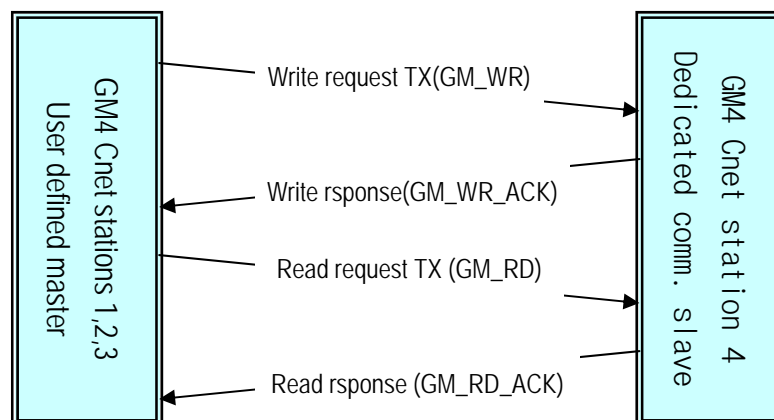 GM4 Cnet stations 1,2,3
User defined master
Write request TX(GM_WR)
Write rsponse(GM_WR_ACK)
Read request TX (GM_RD)
Read rsponse (GM_RD_ACK)
GM4 Cnet station 4
Dedicated comm. slave